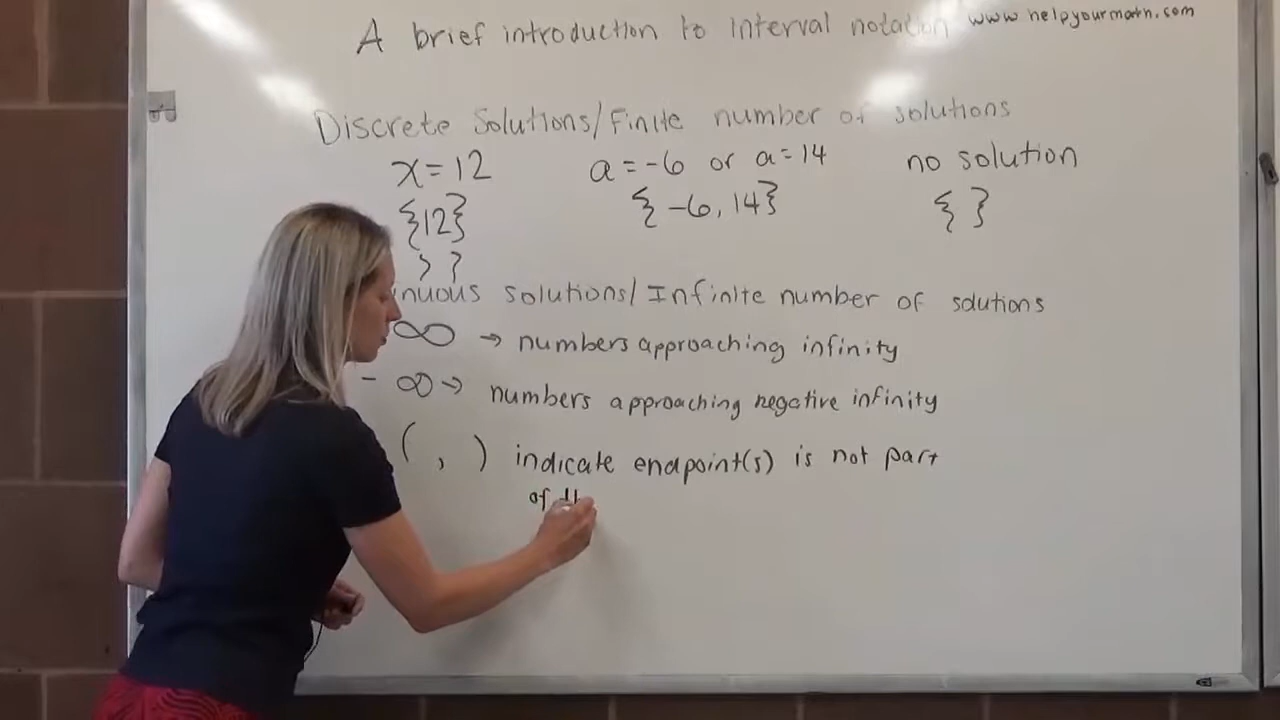 A brief introduction to Interval notation www.helpyourmath.com
Discrete Solutions/Finite number of solutions
x=12 a=-6 or a=14 no solution
{12} {-6, 14} { }
nuous solutions/Infinite number of solutions
∞ → numbers approaching infinity
- ∞ → numbers approaching negative infinity
( , ) indicate endpoint(s) is not part
of